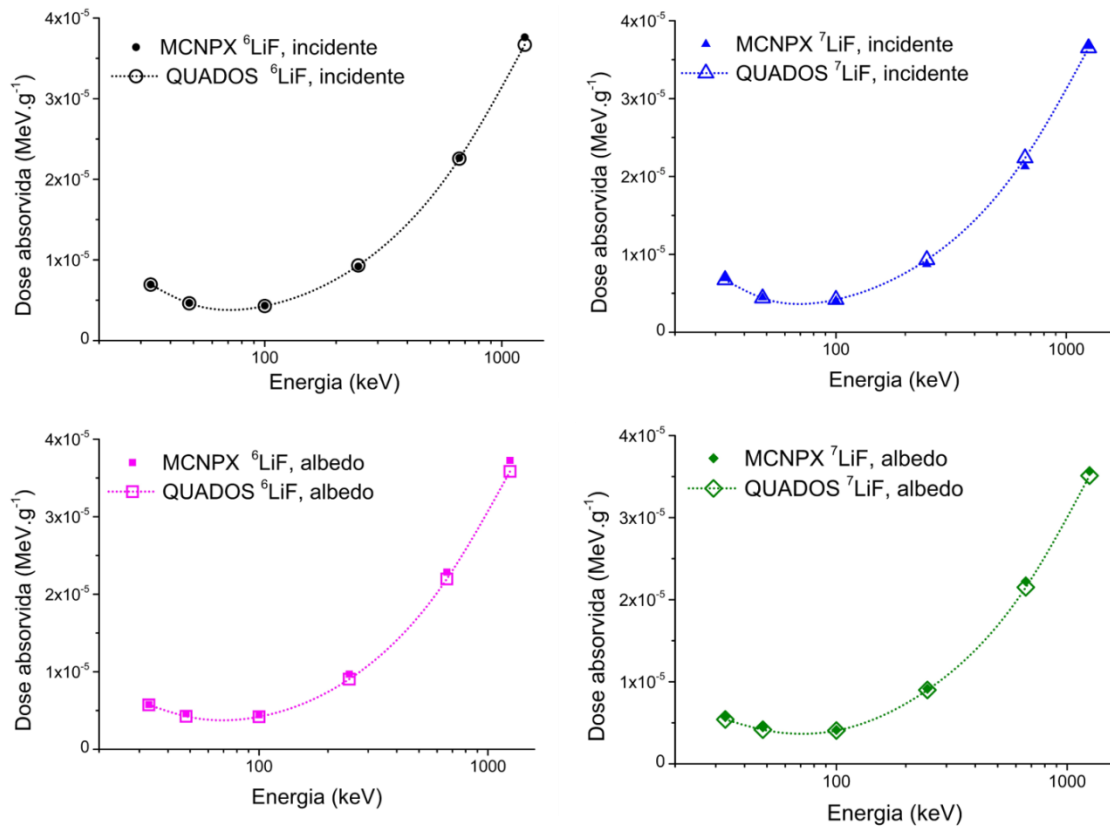 MCNPX ⁶LiF, incidente
QUADOS ⁶LiF, incidente
Dose absorvida (MeV.g⁻¹)
4x10⁻⁵
3x10⁻⁵
2x10⁻⁵
1x10⁻⁵
0
100
1000
Energia (keV)
MCNPX ⁷LiF, incidente
QUADOS ⁷LiF, incidente
Dose absorvida (MeV.g⁻¹)
4x10⁻⁵
3x10⁻⁵
2x10⁻⁵
1x10⁻⁵
0
100
1000
Energia (keV)
MCNPX ⁶LiF, albedo
QUADOS ⁶LiF, albedo
Dose absorvida (MeV.g⁻¹)
4x10⁻⁵
3x10⁻⁵
2x10⁻⁵
1x10⁻⁵
0
100
1000
Energia (keV)
MCNPX ⁷LiF, albedo
QUADOS ⁷LiF, albedo
Dose absorvida (MeV.g⁻¹)
4x10⁻⁵
3x10⁻⁵
2x10⁻⁵
1x10⁻⁵
0
100
1000
Energia (keV)